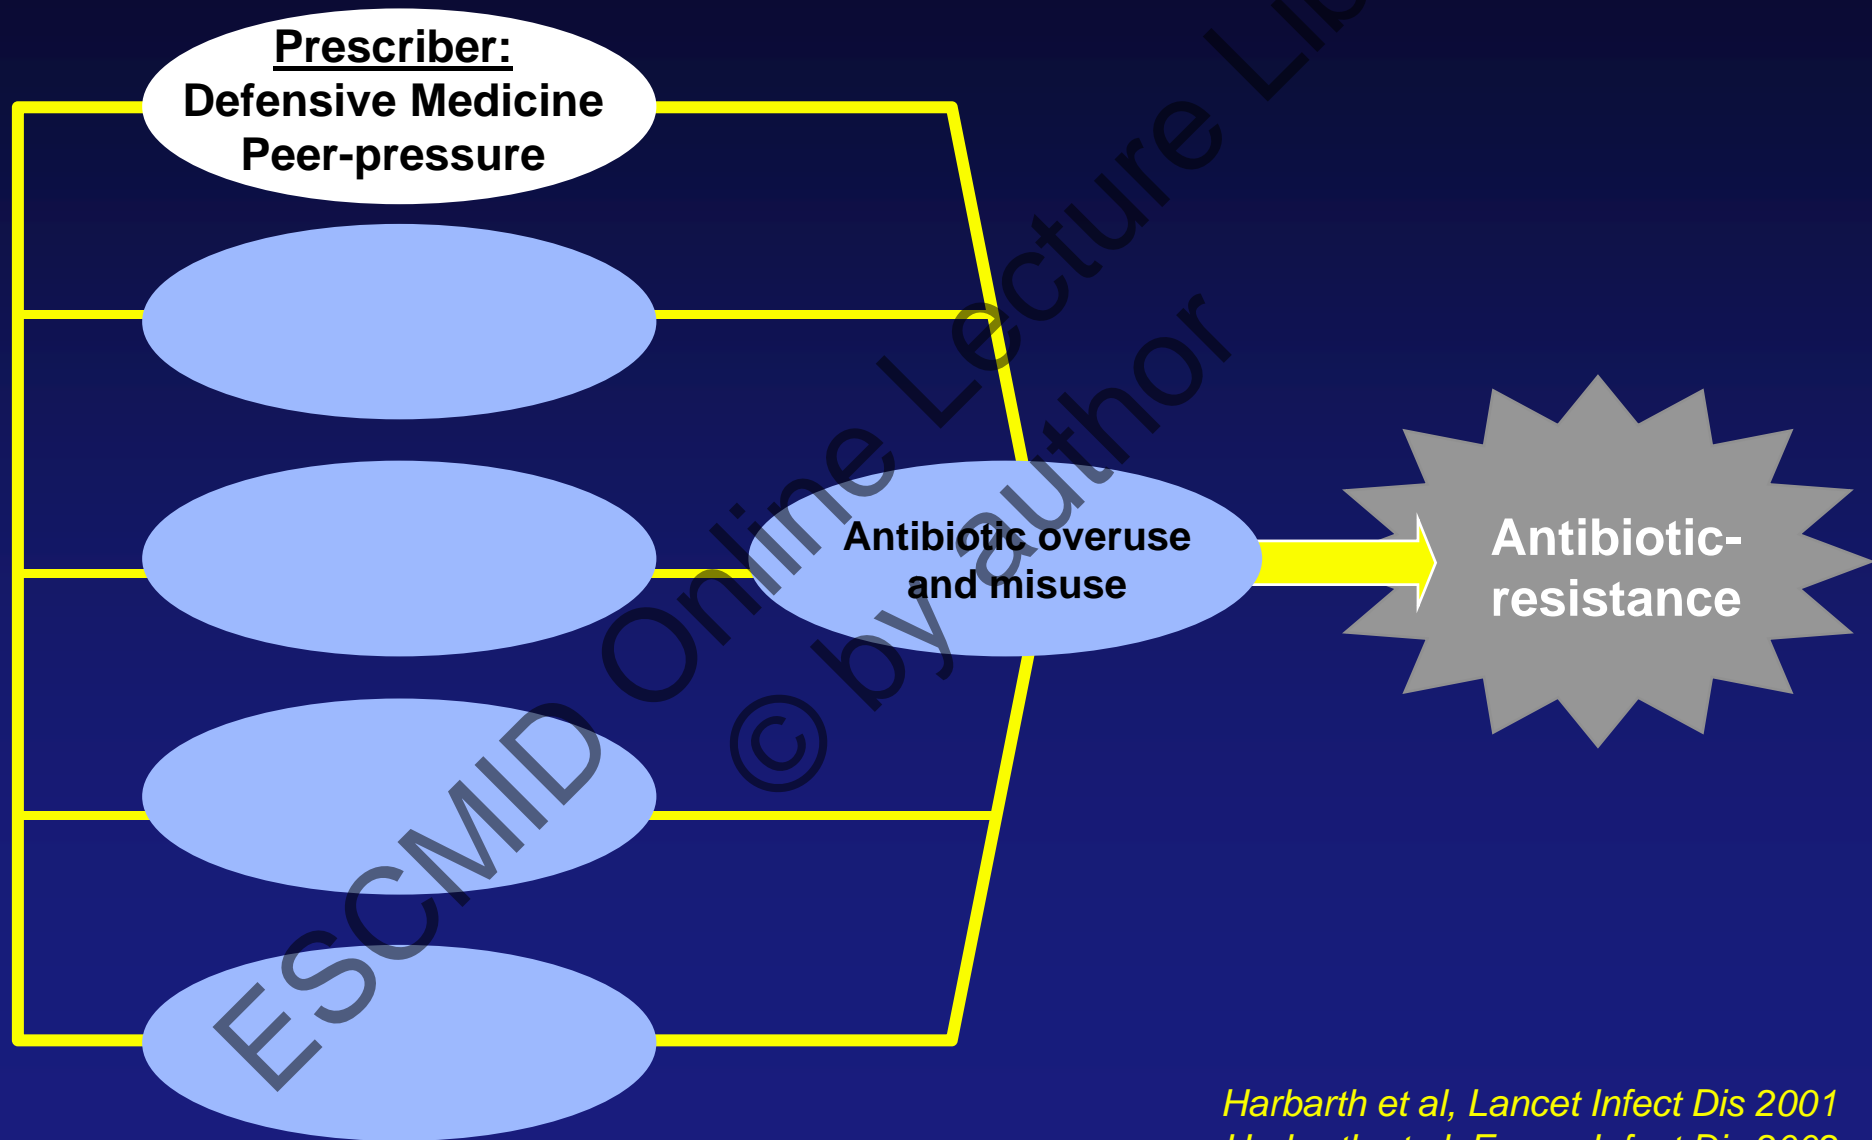 Prescriber:
Defensive Medicine
Peer-pressure
Antibiotic overuse
and misuse
Antibiotic-
resistance
ESCMID Online Lecture Lib
© by author
Harbarth et al, Lancet Infect Dis 2001